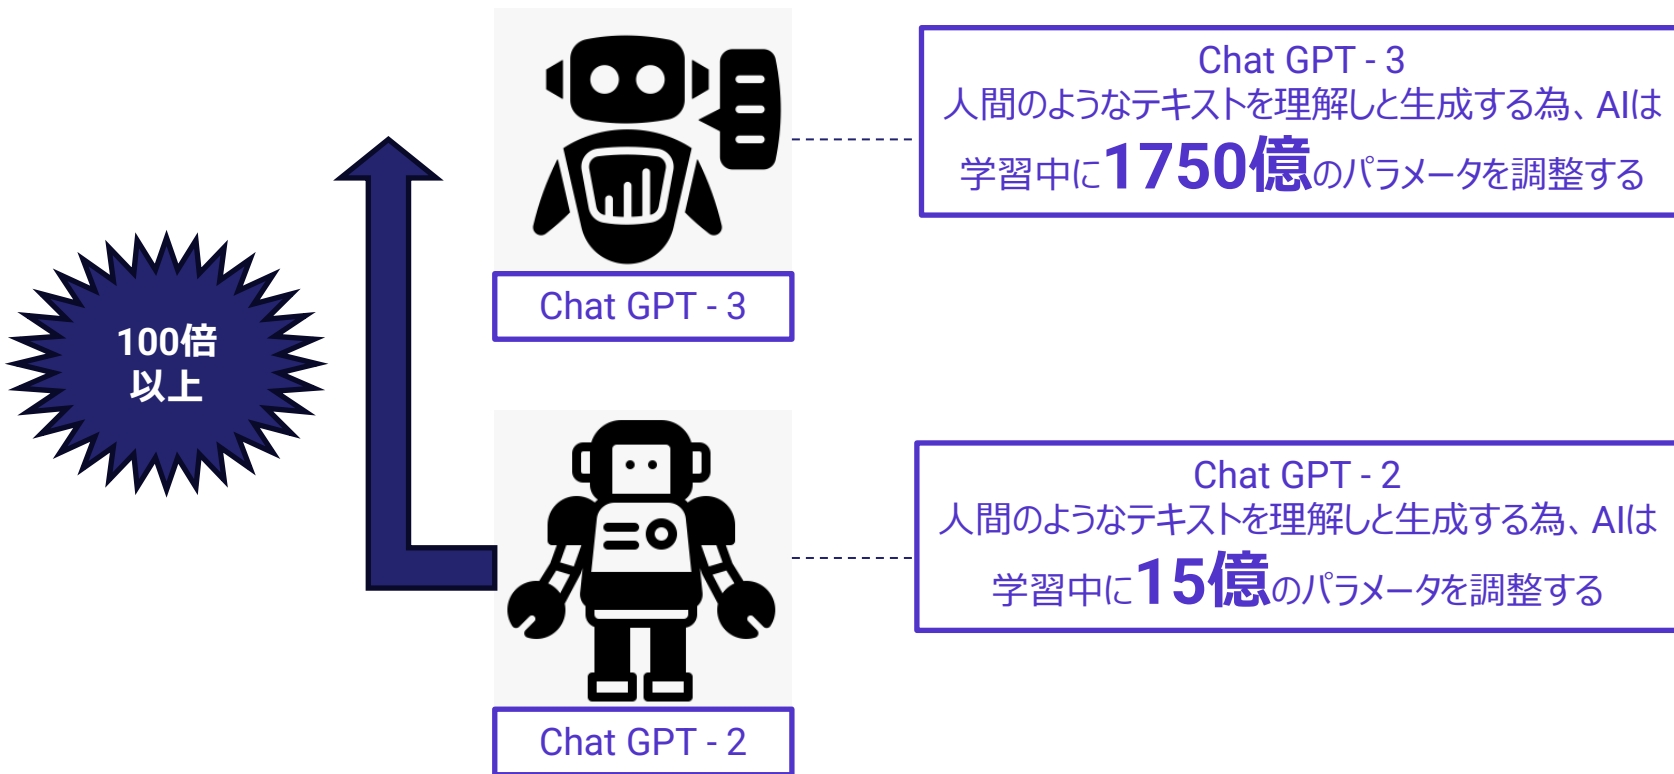 Chat GPT - 3
人間のようなテキストを理解しと生成する為、AIは
学習中に1750億のパラメータを調整する
Chat GPT - 3
100倍
以上
Chat GPT - 2
人間のようなテキストを理解しと生成する為、AIは
学習中に15億のパラメータを調整する
Chat GPT - 2